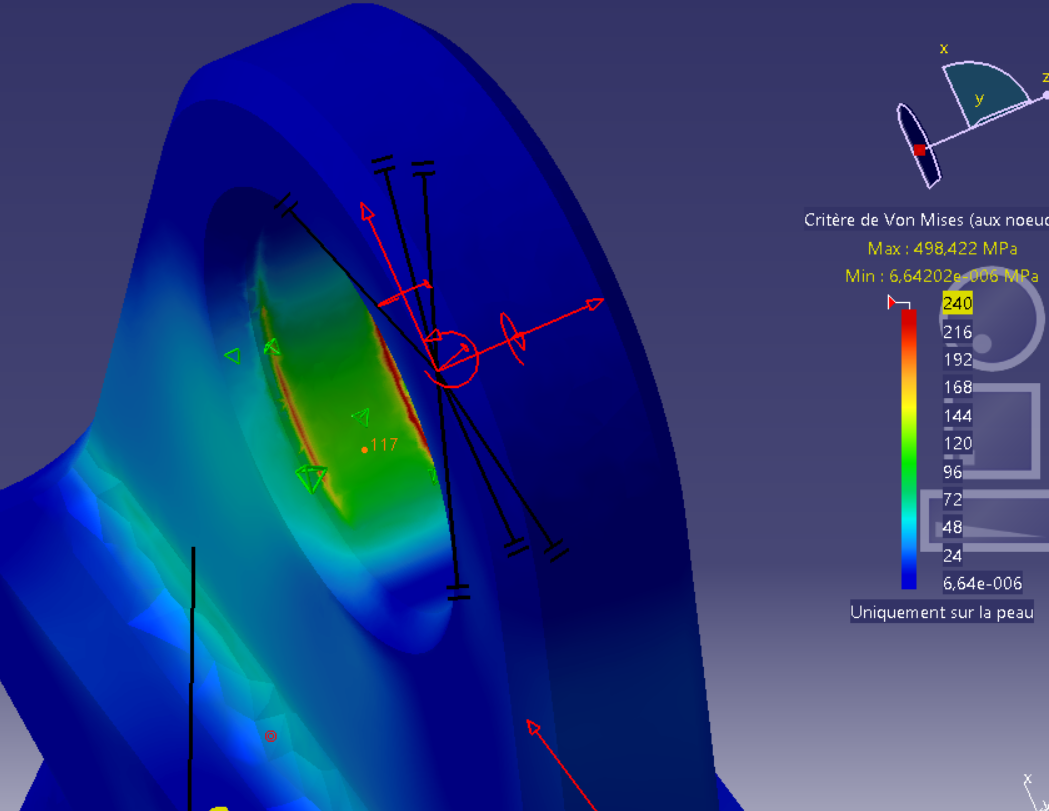 x
z
y
Critère de Von Mises (aux noeud
Max : 498,422 MPa
Min : 6,64202e-006 MPa
240
216
192
168
144
120
117
96
72
48
24
6,64e-006
Uniquement sur la peau
x